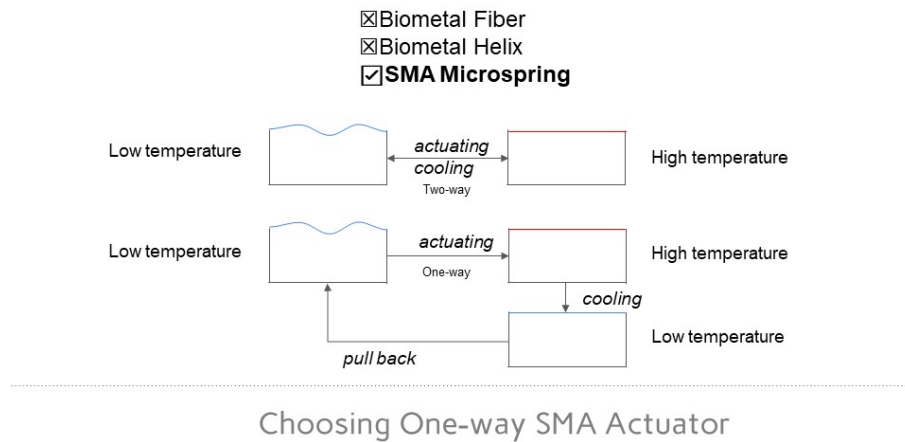 ☒Biometal Fiber
☒Biometal Helix
☑SMA Microspring
Low temperature
actuating
cooling
Two-way
High temperature
Low temperature
actuating
One-way
High temperature
cooling
Low temperature
pull back
Choosing One-way SMA Actuator